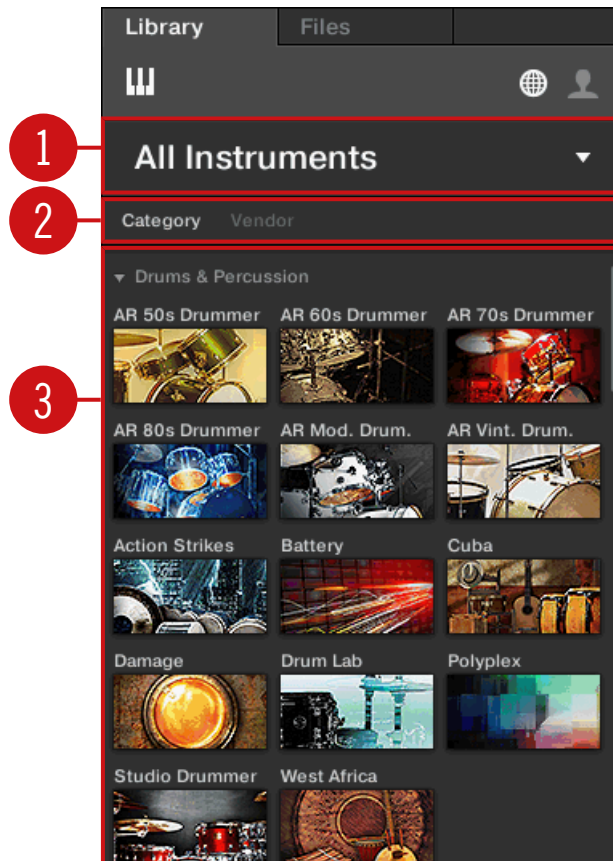 Library Files
1 All Instruments
2 Category Vendor
Drums & Percussion
AR 50s Drummer AR 60s Drummer AR 70s Drummer
3
AR 80s Drummer AR Mod. Drum. AR Vint. Drum.
Action Strikes Battery Cuba
Damage Drum Lab Polyplex
Studio Drummer West Africa